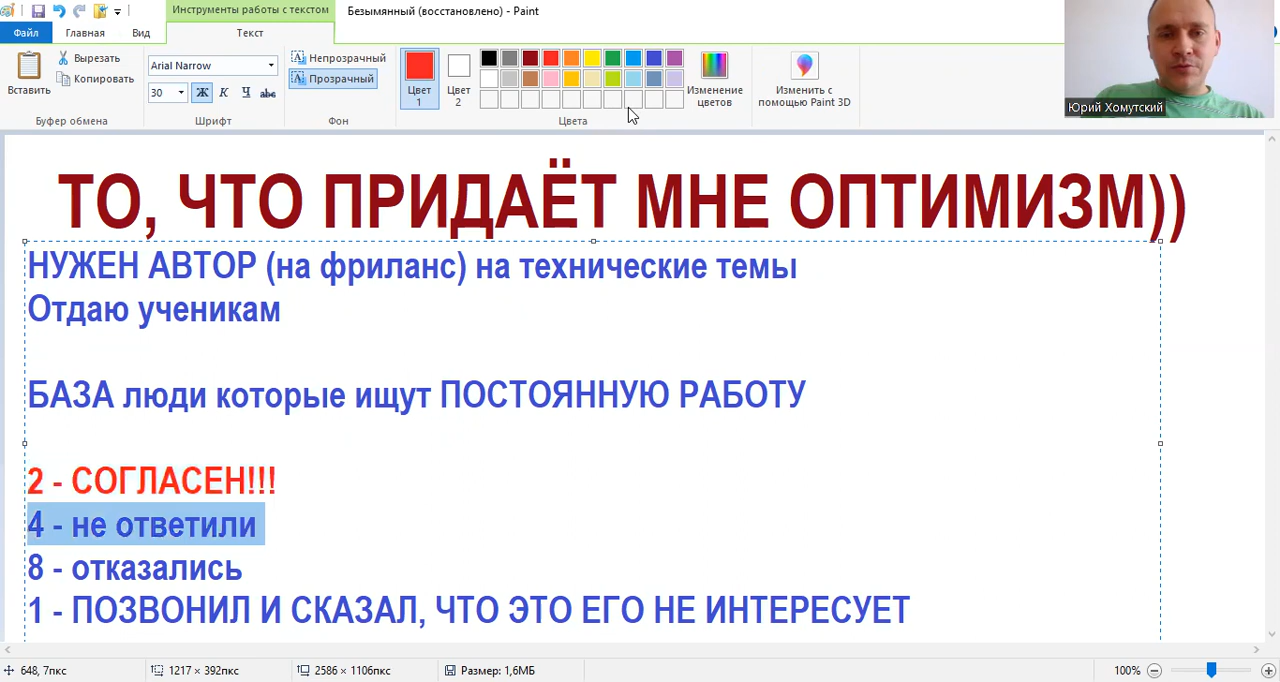 Инструменты работы с текстом
Безымянный (восстановлено) - Paint
Файл
Главная
Вид
Текст
Вставить
Вырезать
Копировать
Буфер обмена
Arial Narrow
30
Ж К Ч abc
Шрифт
Непрозрачный
Прозрачный
Фон
Цвет 1
Цвет 2
Цвета
Изменение цветов
Изменить с помощью Paint 3D
Юрий Хомутский
ТО, ЧТО ПРИДАЁТ МНЕ ОПТИМИЗМ))
НУЖЕН АВТОР (на фриланс) на технические темы
Отдаю ученикам
БАЗА люди которые ищут ПОСТОЯННУЮ РАБОТУ
2 - СОГЛАСЕН!!!
4 - не ответили
8 - отказались
1 - ПОЗВОНИЛ И СКАЗАЛ, ЧТО ЭТО ЕГО НЕ ИНТЕРЕСУЕТ
648, 7пкс
1217 × 392пкс
2586 × 1106пкс
Размер: 1,6МБ
100%